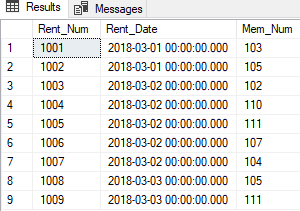 Results Messages
Rent_Num Rent_Date Mem_Num
1 1001 2018-03-01 00:00:00.000 103
2 1002 2018-03-01 00:00:00.000 105
3 1003 2018-03-02 00:00:00.000 102
4 1004 2018-03-02 00:00:00.000 110
5 1005 2018-03-02 00:00:00.000 111
6 1006 2018-03-02 00:00:00.000 107
7 1007 2018-03-02 00:00:00.000 104
8 1008 2018-03-03 00:00:00.000 105
9 1009 2018-03-03 00:00:00.000 111